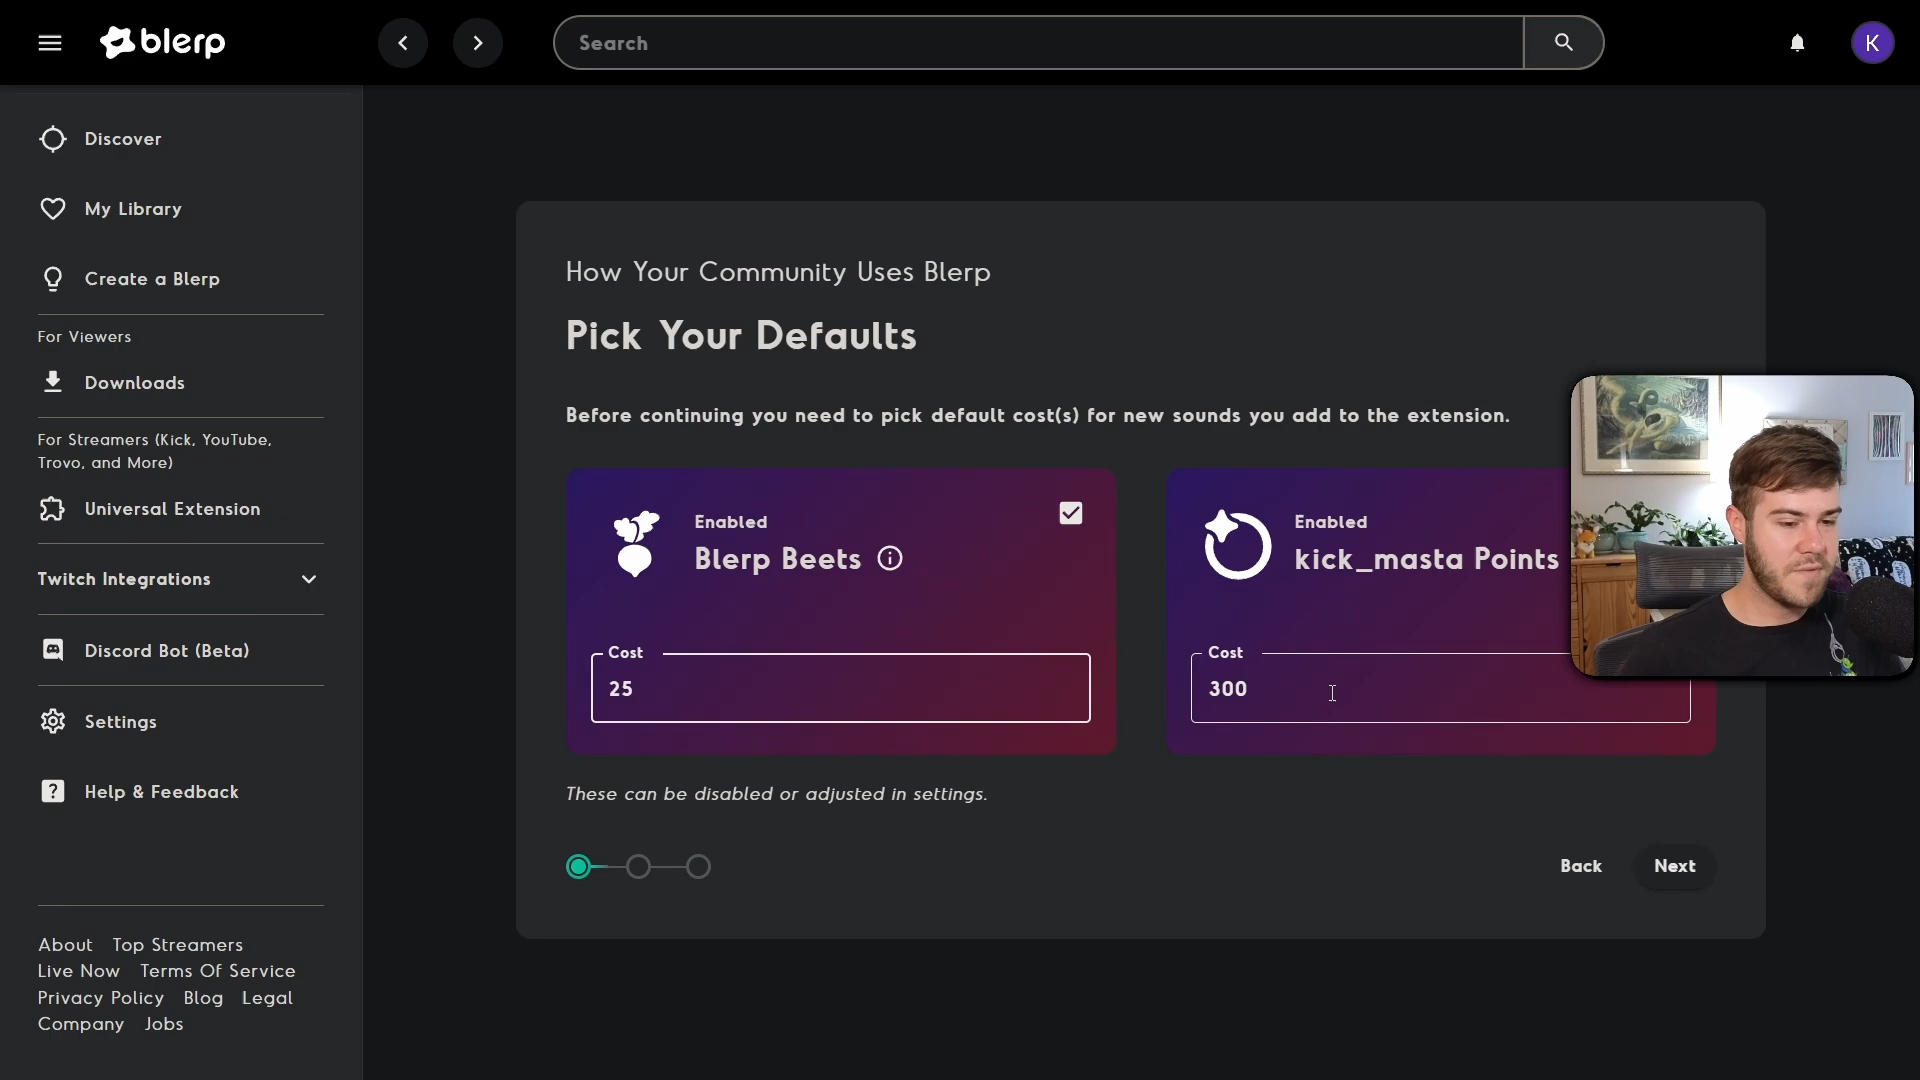 blerp
Search
K
Discover
My Library
Create a Blerp
For Viewers
Downloads
For Streamers (Kick, YouTube,
Trovo, and More)
Universal Extension
Twitch Integrations
Discord Bot (Beta)
Settings
? Help & Feedback
About Top Streamers
Live Now Terms Of Service
Privacy Policy Blog Legal
Company Jobs
How Your Community Uses Blerp
Pick Your Defaults
Before continuing you need to pick default cost(s) for new sounds you add to the extension.
Enabled
Blerp Beets
Cost
25
Enabled
kick_masta Points
Cost
300
These can be disabled or adjusted in settings.
Back Next